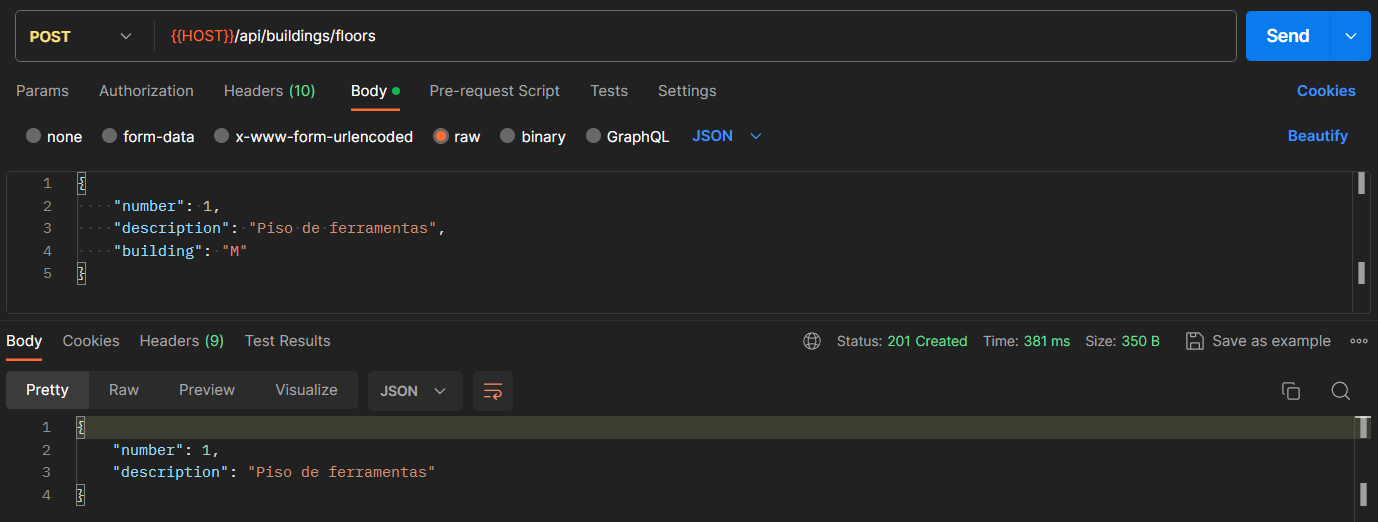 POST {{HOST}}/api/buildings/floors Send
Params Authorization Headers (10) Body Pre-request Script Tests Settings Cookies
none form-data x-www-form-urlencoded raw binary GraphQL JSON Beautify
1 {
2 "number": 1,
3 "description": "Piso de ferramentas",
4 "building": "M"
5 }
Body Cookies Headers (9) Test Results Status: 201 Created Time: 381 ms Size: 350 B Save as example
Pretty Raw Preview Visualize JSON
1 {
2 "number": 1,
3 "description": "Piso de ferramentas"
4 }